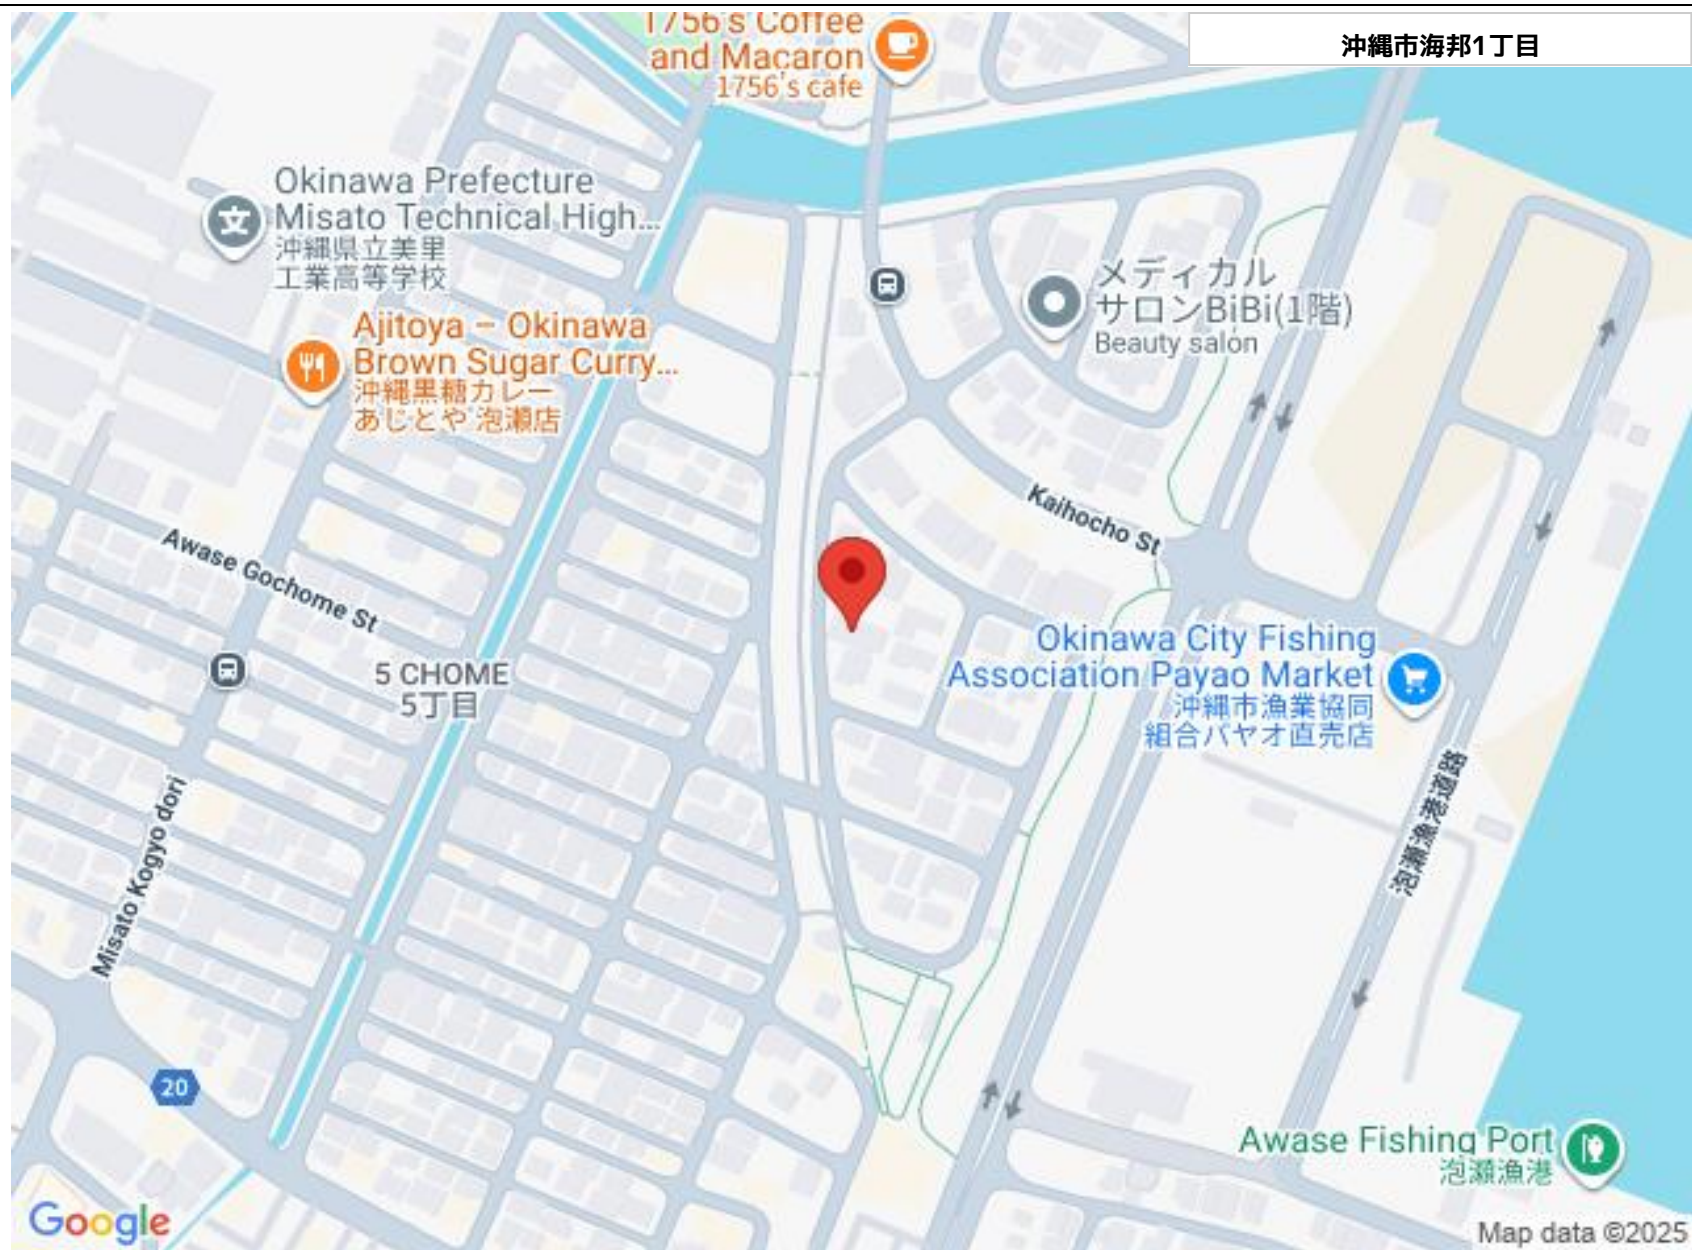 1756's Coffee
and Macaron
1756's cafe
沖縄市海邦1丁目
Okinawa Prefecture
Misato Technical High...
沖縄県立美里
工業高等学校
メディカル
サロンBiBi(1階)
Beauty salon
Ajitoya – Okinawa
Brown Sugar Curry...
沖縄黒糖カレー
あじとや 泡瀬店
Kaihocho St
Awase Gochome St
5 CHOME
5丁目
Okinawa City Fishing
Association Payao Market
沖縄市漁業協同
組合パヤオ直売店
Misato Kogyo dori
泡瀬漁港道路
20
Awase Fishing Port
泡瀬漁港
Google
Map data ©2025